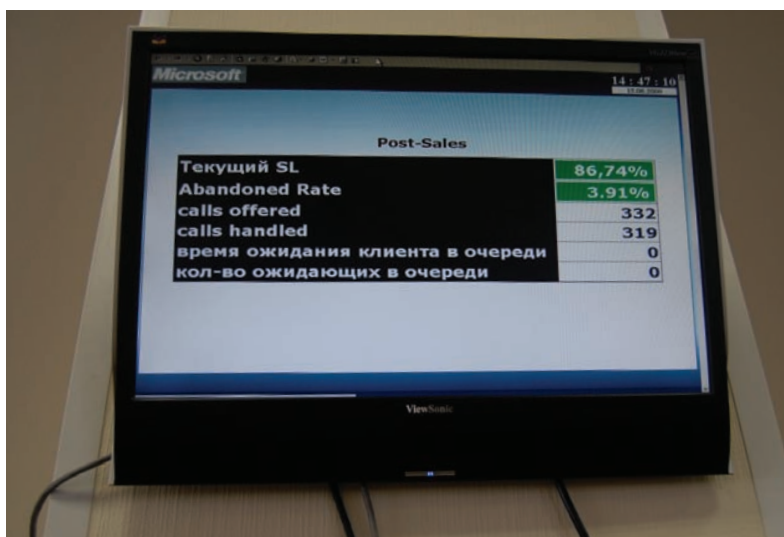 Microsoft
14 : 47 : 10
Post-Sales
Текущий SL 86,74%
Abandoned Rate 3.91%
calls offered 332
calls handled 319
время ожидания клиента в очереди 0
кол-во ожидающих в очереди 0
ViewSonic